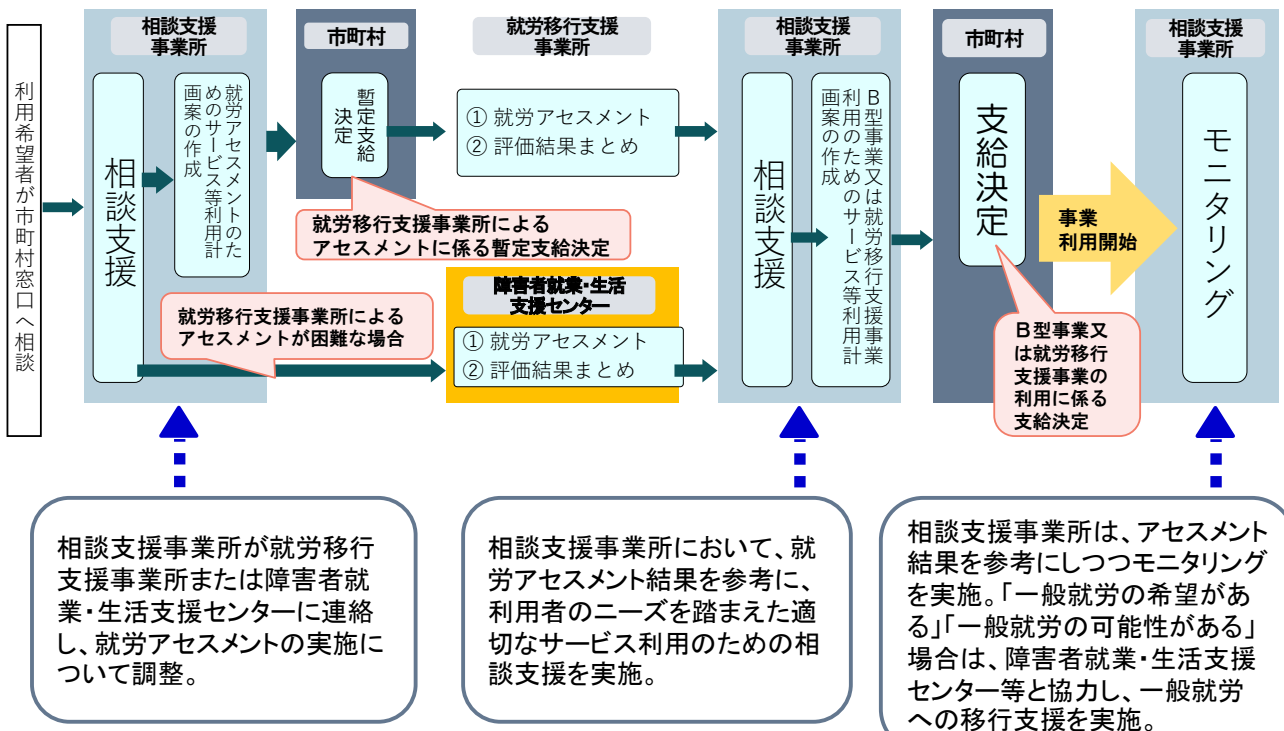 利用希望者が市町村窓口へ相談
相談支援
事業所
相談支援
就労アセスメントのた
めのサービス等利用計
画案の作成
市町村
暫定支給
決定
就労移行支援事業所による
アセスメントに係る暫定支給決定
就労移行支援
事業所
① 就労アセスメント
② 評価結果まとめ
就労移行支援事業所による
アセスメントが困難な場合
障害者就業・生活
支援センター
① 就労アセスメント
② 評価結果まとめ
相談支援
事業所
相談支援
B型事業又は就労移行支援事業
利用のためのサービス等利用計
画案の作成
市町村
支給決定
B型事業又
は就労移行
支援事業の
利用に係る
支給決定
事業
利用開始
相談支援
事業所
モニタリング
相談支援事業所が就労移行
支援事業所または障害者就
業・生活支援センターに連絡
し、就労アセスメントの実施に
ついて調整。
相談支援事業所において、就
労アセスメント結果を参考に、
利用者のニーズを踏まえた適
切なサービス利用のための相
談支援を実施。
相談支援事業所は、アセスメント
結果を参考にしつつモニタリング
を実施。「一般就労の希望があ
る」「一般就労の可能性がある」
場合は、障害者就業・生活支援
センター等と協力し、一般就労
への移行支援を実施。